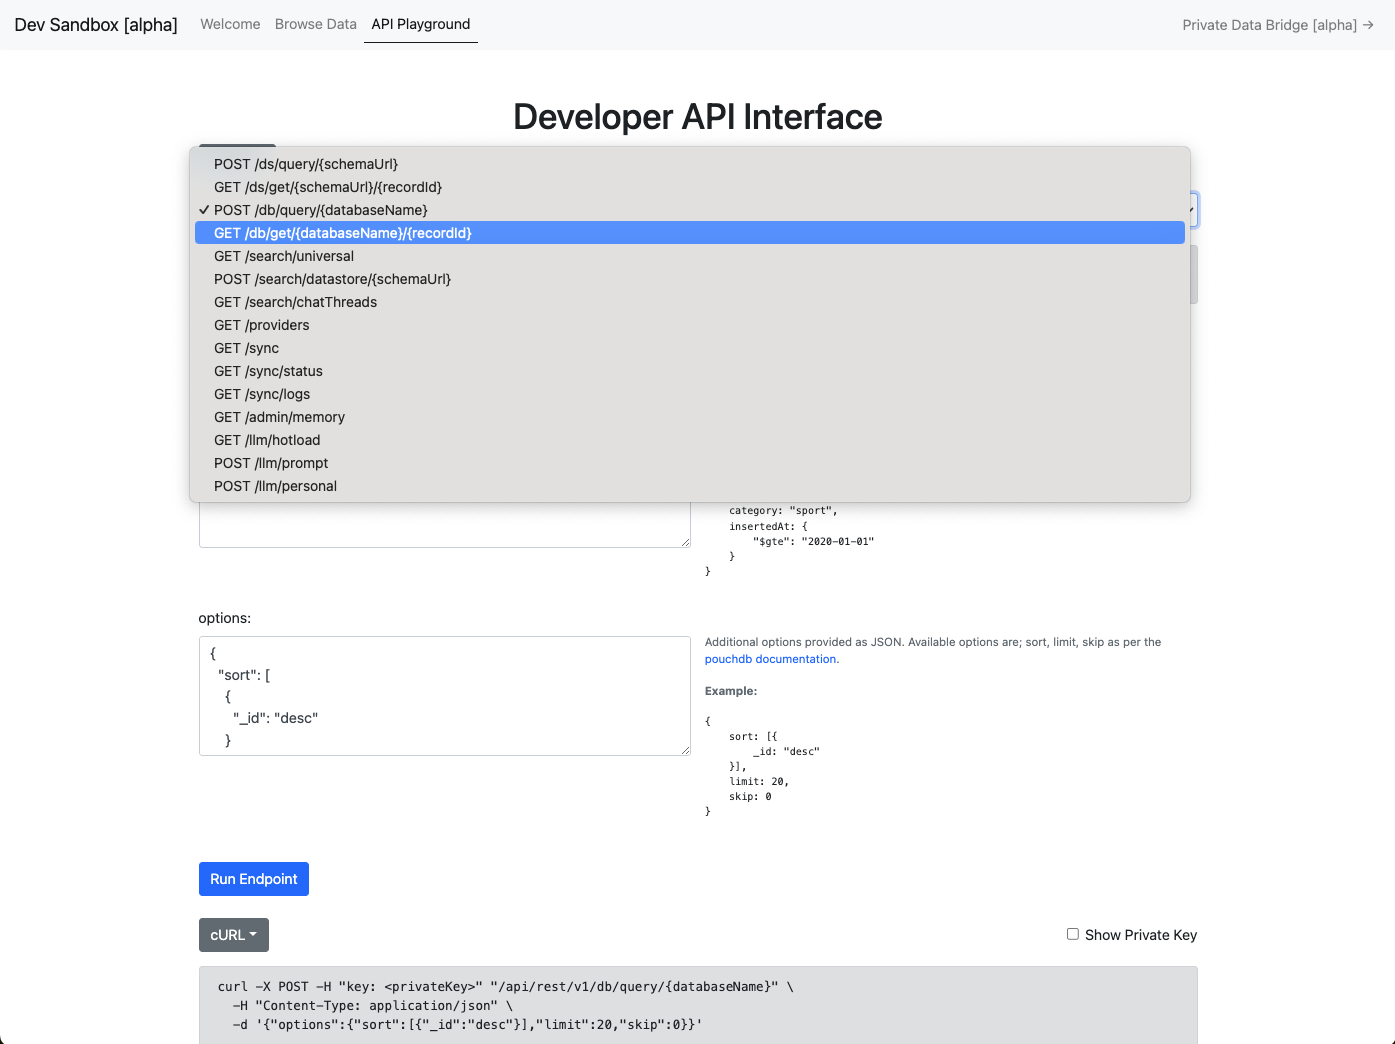 Dev Sandbox [alpha] Welcome Browse Data API Playground Private Data Bridge [alpha] →
Developer API Interface
POST /ds/query/{schemaUrl}
GET /ds/get/{schemaUrl}/{recordId}
✓ POST /db/query/{databaseName}
GET /db/get/{databaseName}/{recordId}
GET /search/universal
POST /search/datastore/{schemaUrl}
GET /search/chatThreads
GET /providers
GET /sync
GET /sync/status
GET /sync/logs
GET /admin/memory
GET /llm/hotload
POST /llm/prompt
POST /llm/personal
category: "sport",
insertedAt: {
"$gte": "2020-01-01"
}
}
options:
{
"sort": [
{
"_id": "desc"
}
Additional options provided as JSON. Available options are; sort, limit, skip as per the
pouchdb documentation.
Example:
{
sort: [{
_id: "desc"
}],
limit: 20,
skip: 0
}
Run Endpoint
cURL
Show Private Key
curl -X POST -H "key: <privateKey>" "/api/rest/v1/db/query/{databaseName}" \
-H "Content-Type: application/json" \
-d '{"options":{"sort":[{"_id":"desc"}],"limit":20,"skip":0}}'